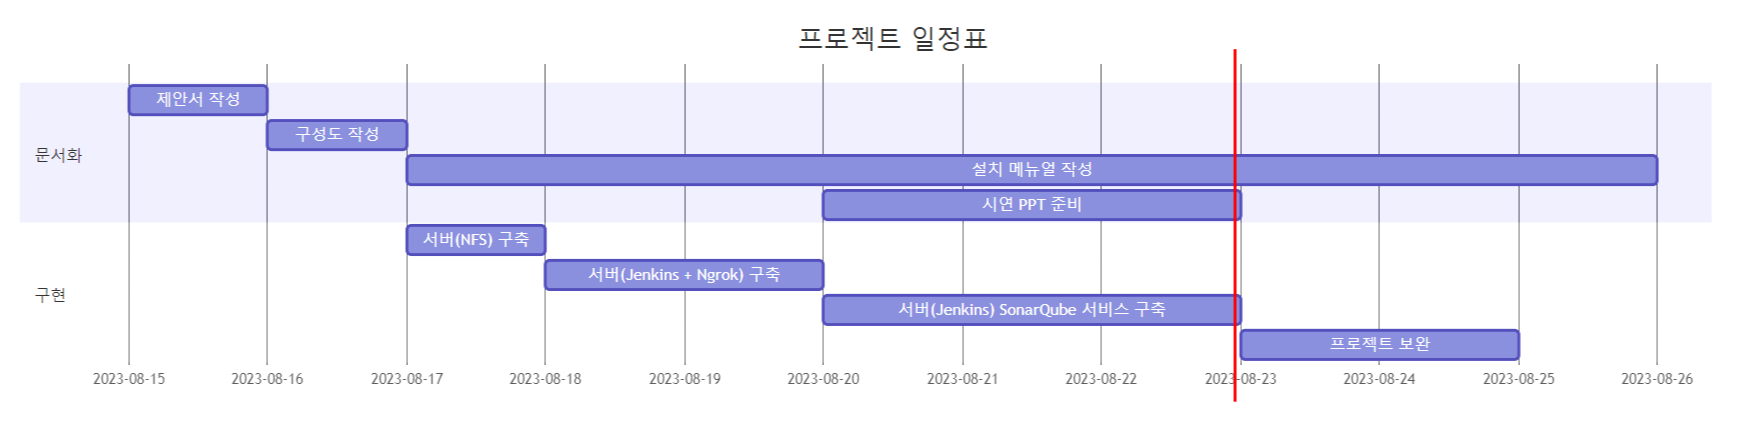 프로젝트 일정표
제안서 작성
구성도 작성
문서화
설치 메뉴얼 작성
시연 PPT 준비
서버(NFS) 구축
서버(Jenkins + Ngrok) 구축
구현
서버(Jenkins) SonarQube 서비스 구축
프로젝트 보완
2023-08-15 2023-08-16 2023-08-17 2023-08-18 2023-08-19 2023-08-20 2023-08-21 2023-08-22 2023-08-23 2023-08-24 2023-08-25 2023-08-26